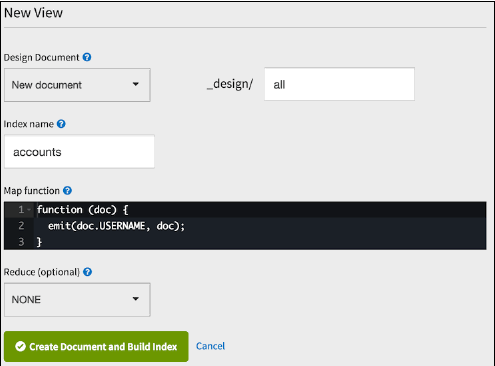 New View
Design Document
New document
_design/
all
Index name
accounts
Map function
1 function (doc) {
2 emit(doc.USERNAME, doc);
3 }
Reduce (optional)
NONE
Create Document and Build Index
Cancel